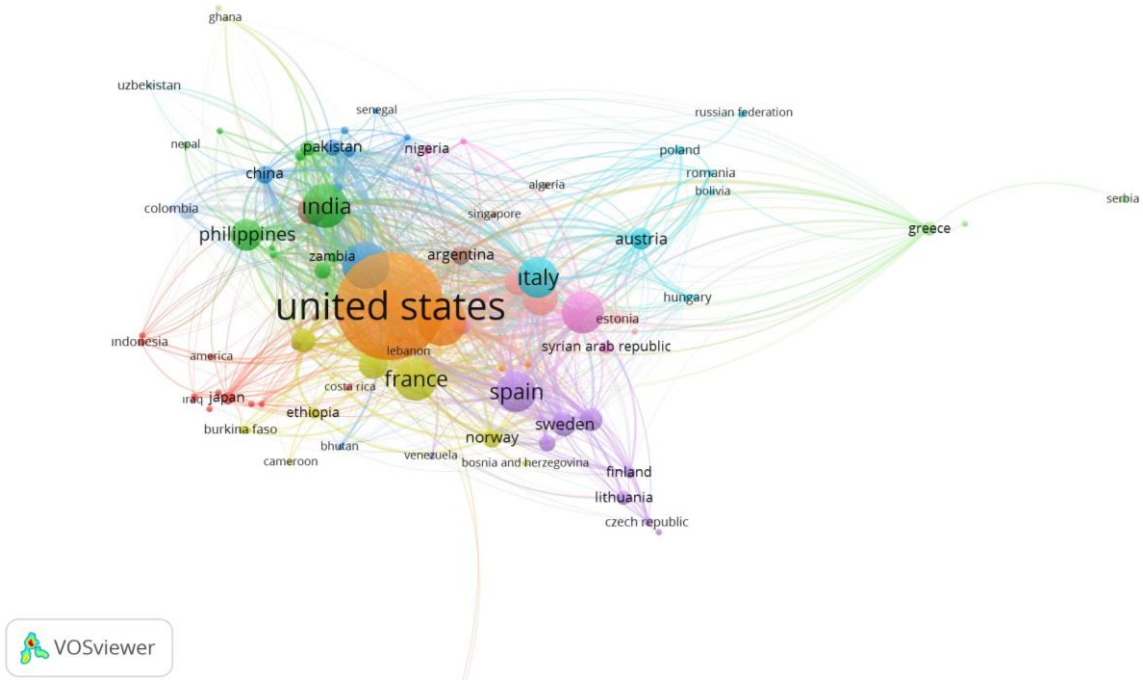 ghana
uzbekistan
senegal
russian federation
nepal
pakistan
nigeria
poland
china
romania
algeria
bolivia
serbia
colombia
india
singapore
greece
philippines
austria
zambia
argentina
italy
hungary
united states
estonia
indonesia
syrian arab republic
america
lebanon
france
costa rica
spain
iraq
japan
ethiopia
sweden
burkina faso
norway
bhutan
venezuela
cameroon
bosnia and herzegovina
finland
lithuania
czech republic
VOSviewer